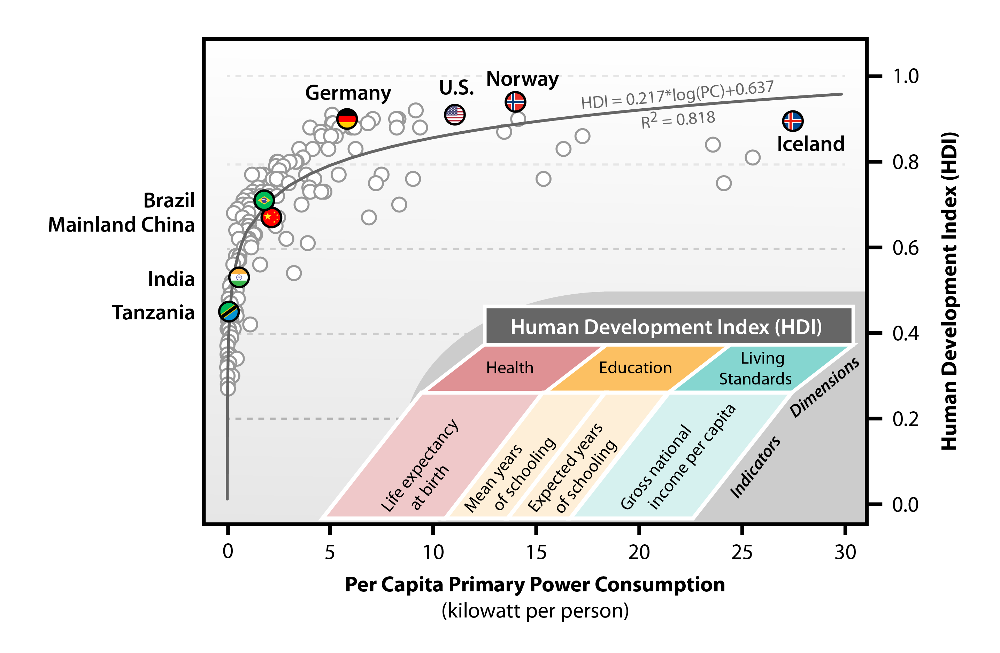 Germany
U.S.
Norway
HDI = 0.217*log(PC)+0.637
R² = 0.818
Iceland
Brazil
Mainland China
India
Tanzania
1.0
0.8
0.6
0.4
0.2
0.0
Human Development Index (HDI)
Human Development Index (HDI)
Health
Education
Living
Standards
Dimensions
Life expectancy
at birth
Mean years
of schooling
Expected years
of schooling
Gross national
income per capita
Indicators
0
5
10
15
20
25
30
Per Capita Primary Power Consumption
(kilowatt per person)